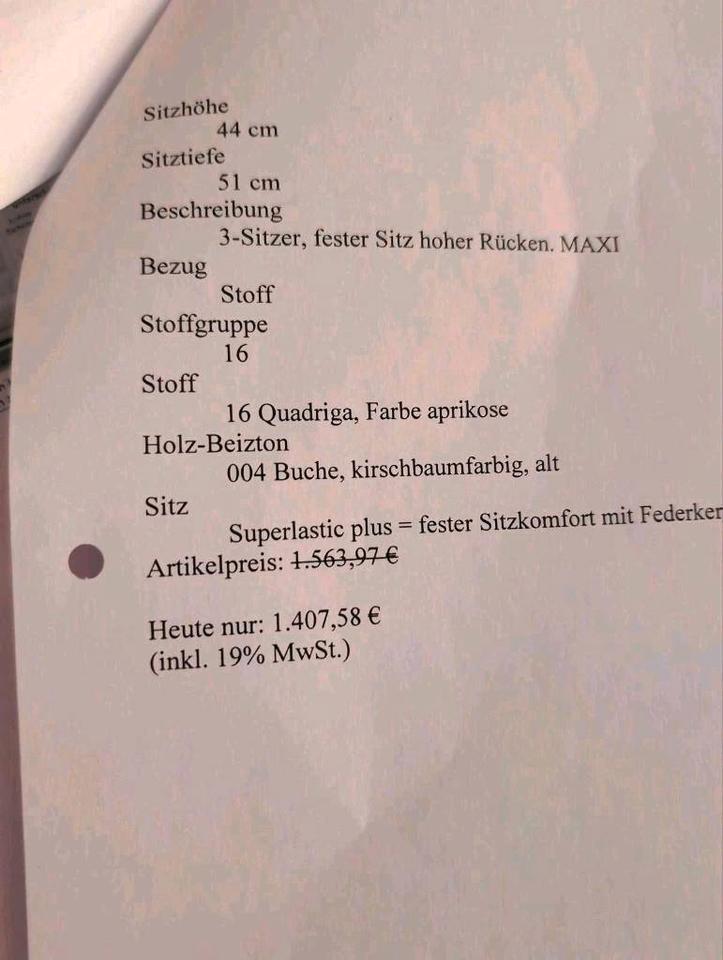 Sitzhöhe
44 cm
Sitztiefe
51 cm
Beschreibung
3-Sitzer, fester Sitz hoher Rücken. MAXI
Bezug
Stoff
Stoffgruppe
16
Stoff
16 Quadriga, Farbe aprikose
Holz-Beizton
004 Buche, kirschbaumfarbig, alt
Sitz
Superlastic plus = fester Sitzkomfort mit Federker
Artikelpreis: 1.563,97 €
Heute nur: 1.407,58 €
(inkl. 19% MwSt.)